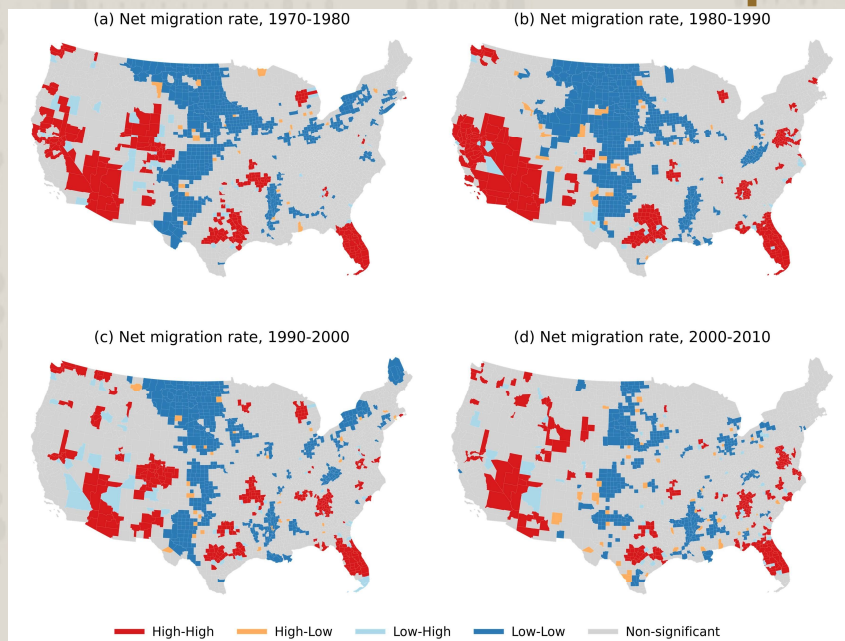 (a) Net migration rate, 1970-1980
(b) Net migration rate, 1980-1990
(c) Net migration rate, 1990-2000
(d) Net migration rate, 2000-2010
High-High
High-Low
Low-High
Low-Low
Non-significant